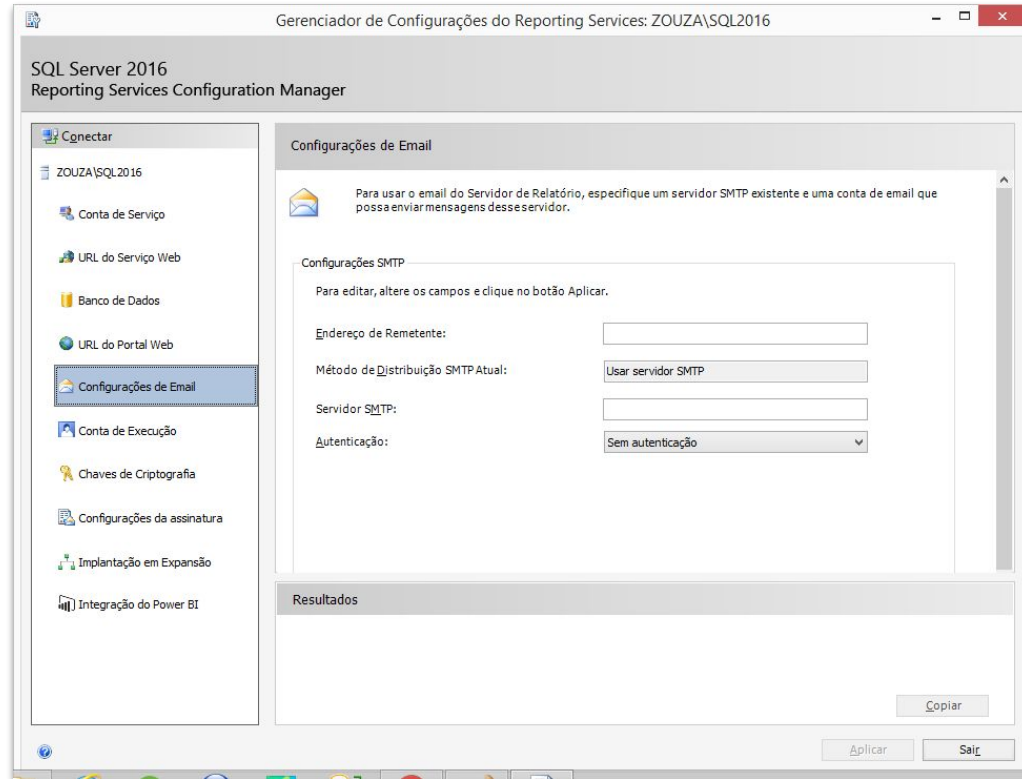 Gerenciador de Configurações do Reporting Services: ZOUZA\SQL2016
SQL Server 2016
Reporting Services Configuration Manager
Conectar
ZOUZA\SQL2016
Conta de Serviço
URL do Serviço Web
Banco de Dados
URL do Portal Web
Configurações de Email
Conta de Execução
Chaves de Criptografia
Configurações da assinatura
Implantação em Expansão
Integração do Power BI
Configurações de Email
Para usar o email do Servidor de Relatório, especifique um servidor SMTP existente e uma conta de email que
possa enviar mensagens desse servidor.
Configurações SMTP
Para editar, altere os campos e clique no botão Aplicar.
Endereço de Remetente:
Método de Distribuição SMTP Atual: Usar servidor SMTP
Servidor SMTP:
Autenticação: Sem autenticação
Resultados
Copiar
Aplicar Sair